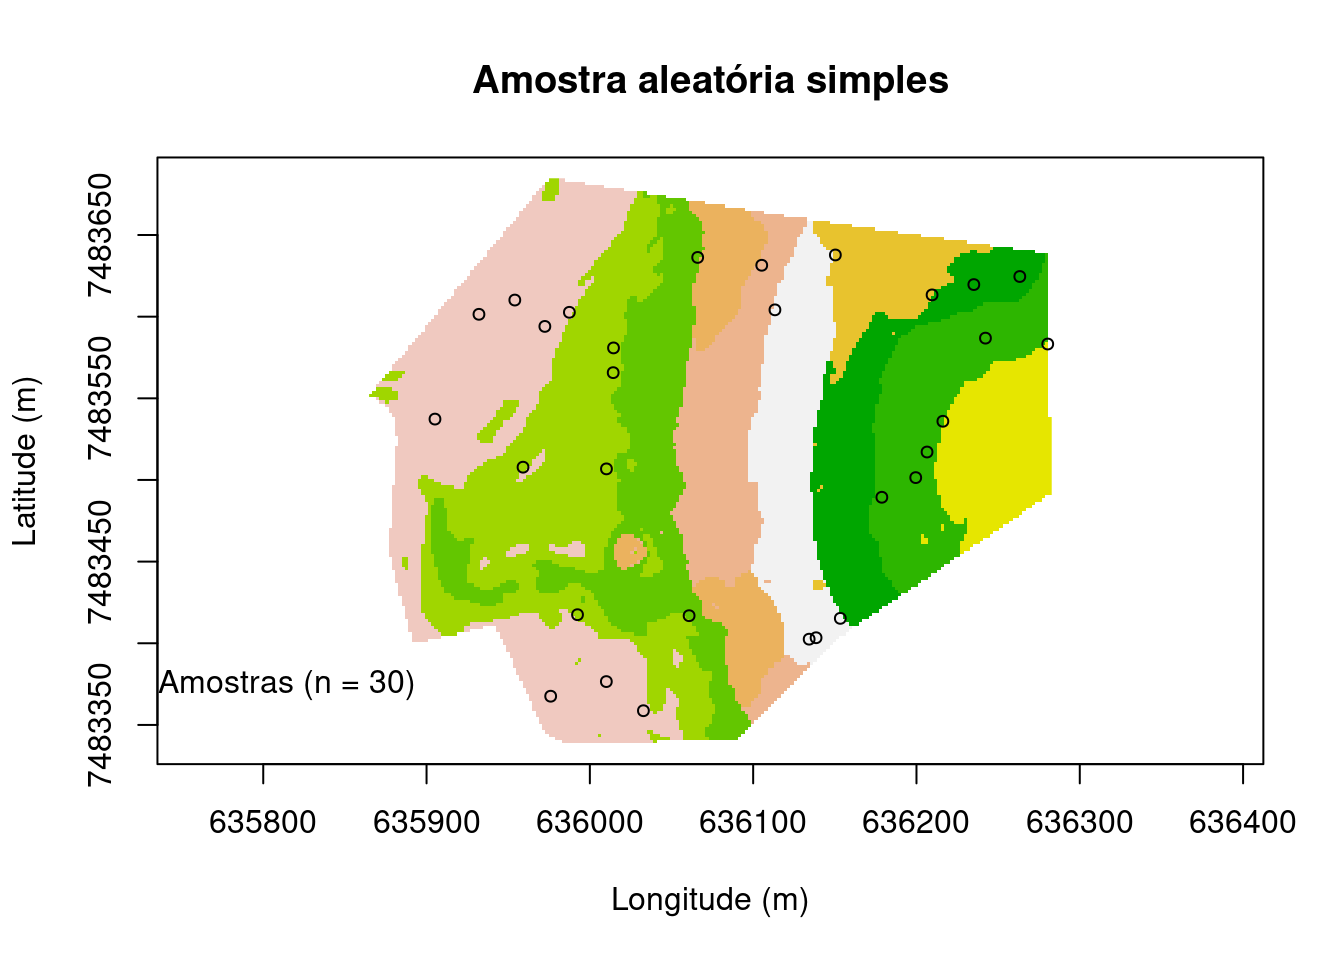 Amostra aleatória simples
Latitude (m)
7483650
7483550
7483450
7483350
Amostras (n = 30)
635800 635900 636000 636100 636200 636300 636400
Longitude (m)